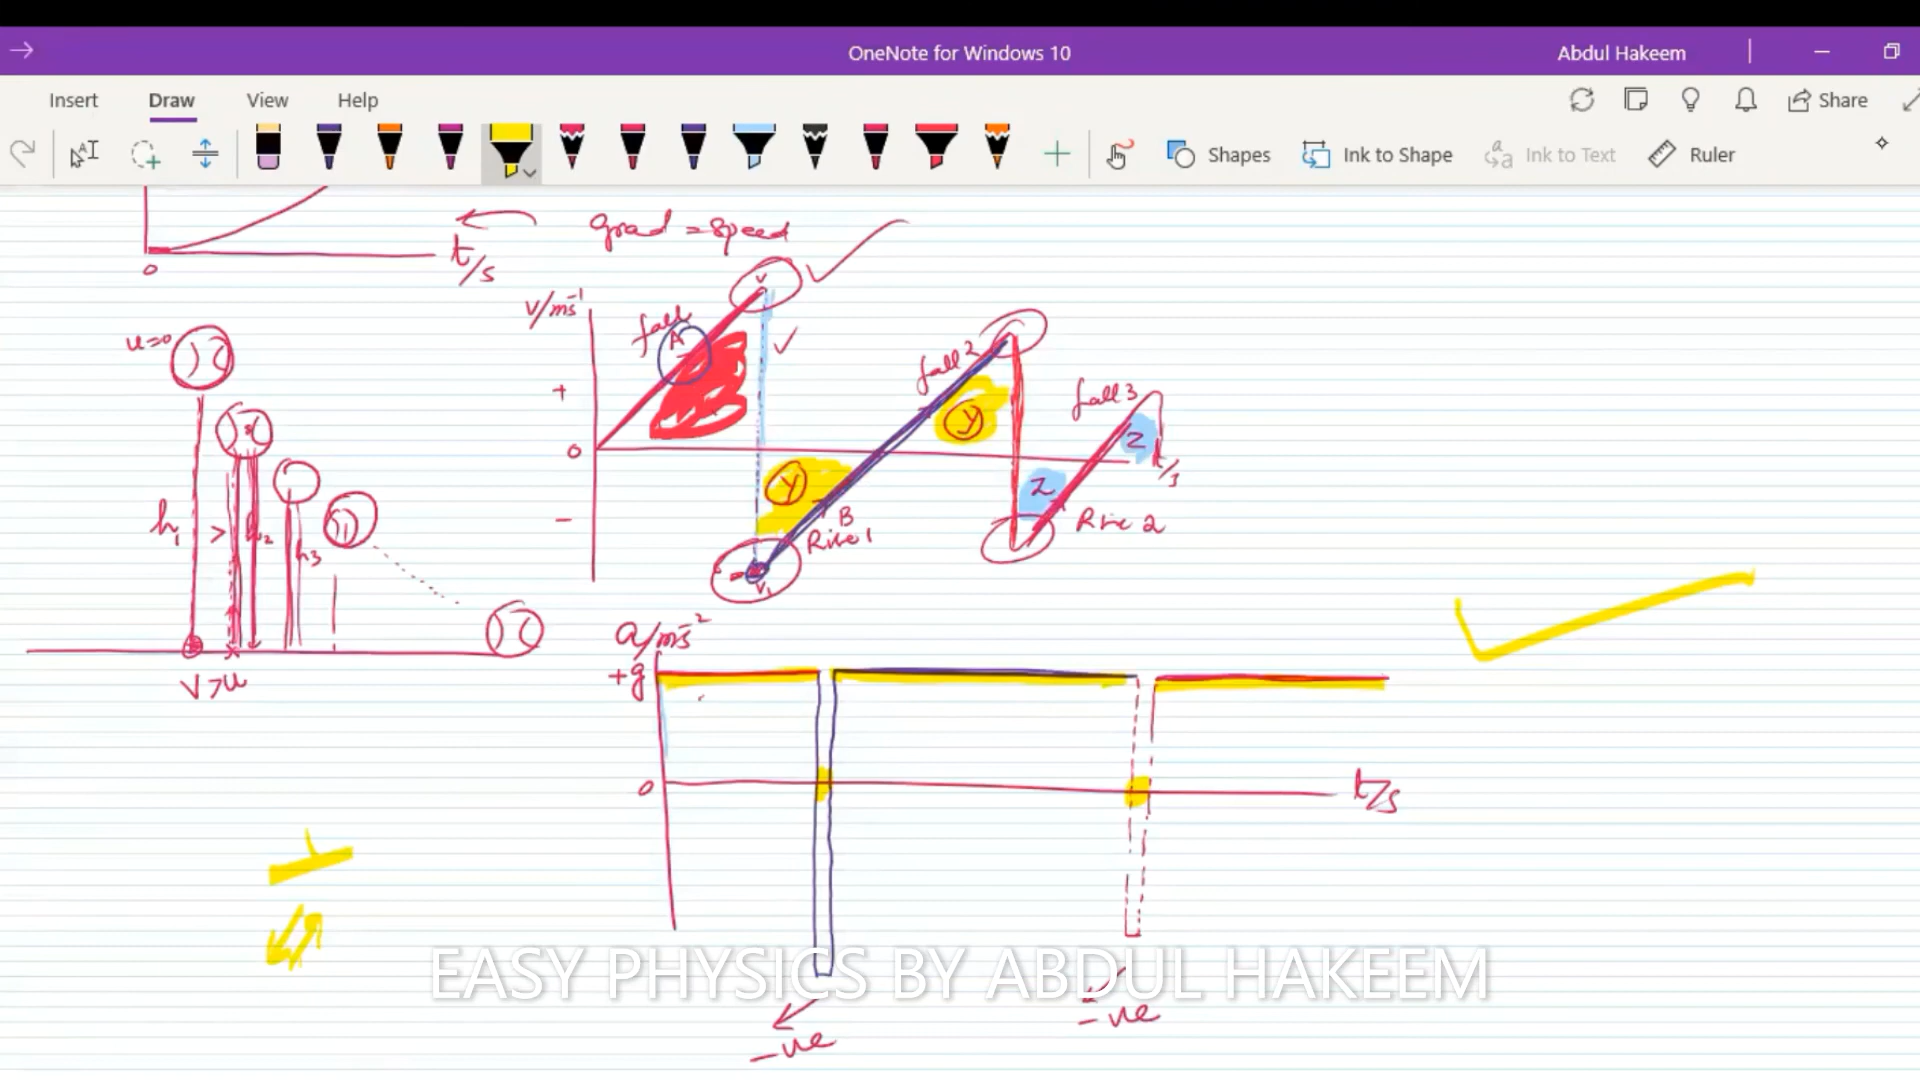 OneNote for Windows 10
Abdul Hakeem
Insert
Draw
View
Help
Share
Shapes
Ink to Shape
Ink to Text
Ruler
grad = speed
t/s
0
v/ms⁻¹
+
0
−
fall
A
v
fall 2
y
fall 3
z
t/s
y
B
Rise 1
z
Rise 2
V₁
u=0
h₁
>
h₂
h₃
V > u
a/ms⁻²
+g
0
t/s
-ve
-ve
EASY PHYSICS BY ABDUL HAKEEM